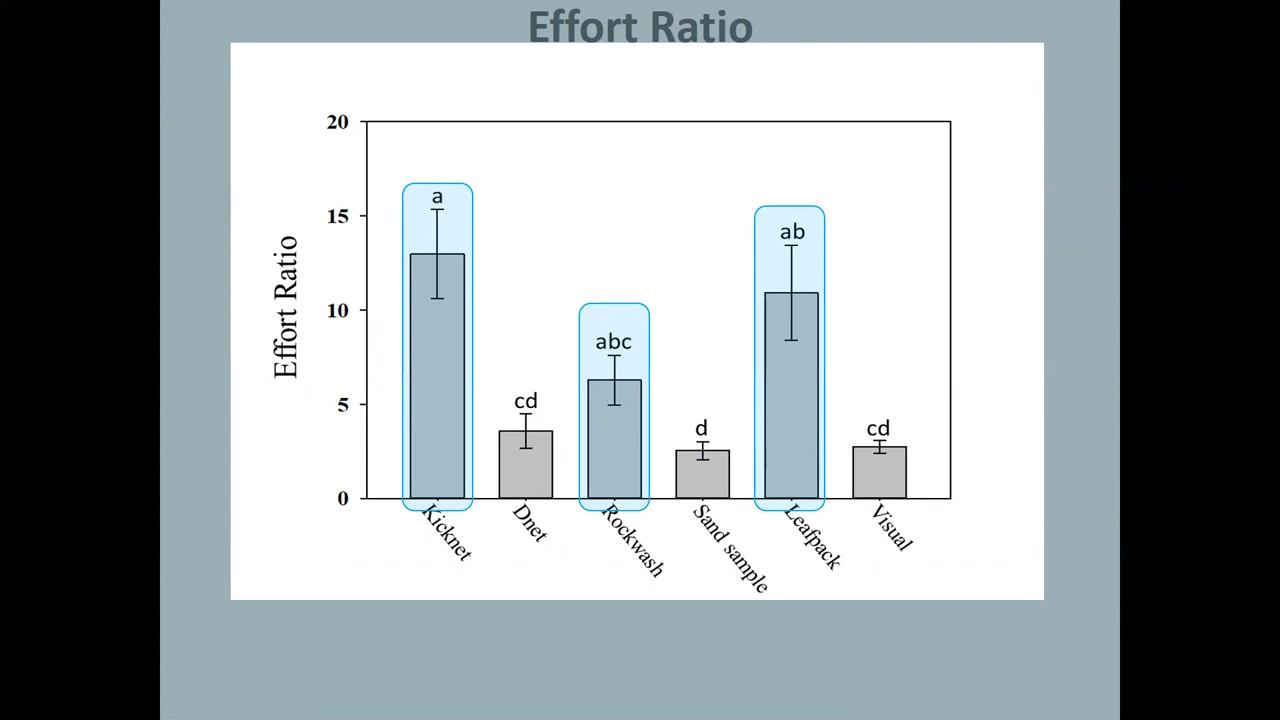 Effort Ratio
20
15
10
5
0
Effort Ratio
a
cd
abc
d
ab
cd
Kicknet
Dnet
Rockwash
Sand sample
Leafpack
Visual